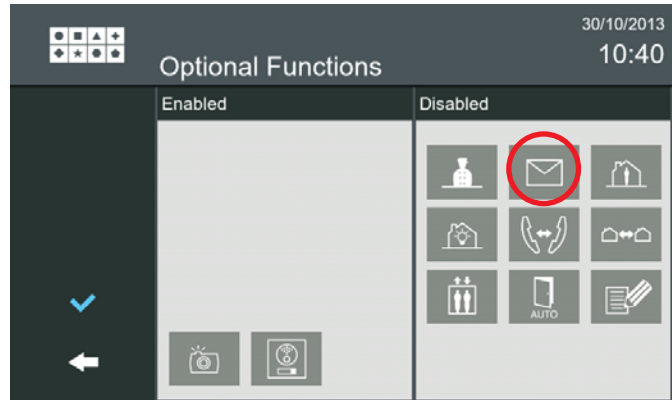 30/10/2013
Optional Functions
10:40
Enabled
Disabled
AUTO